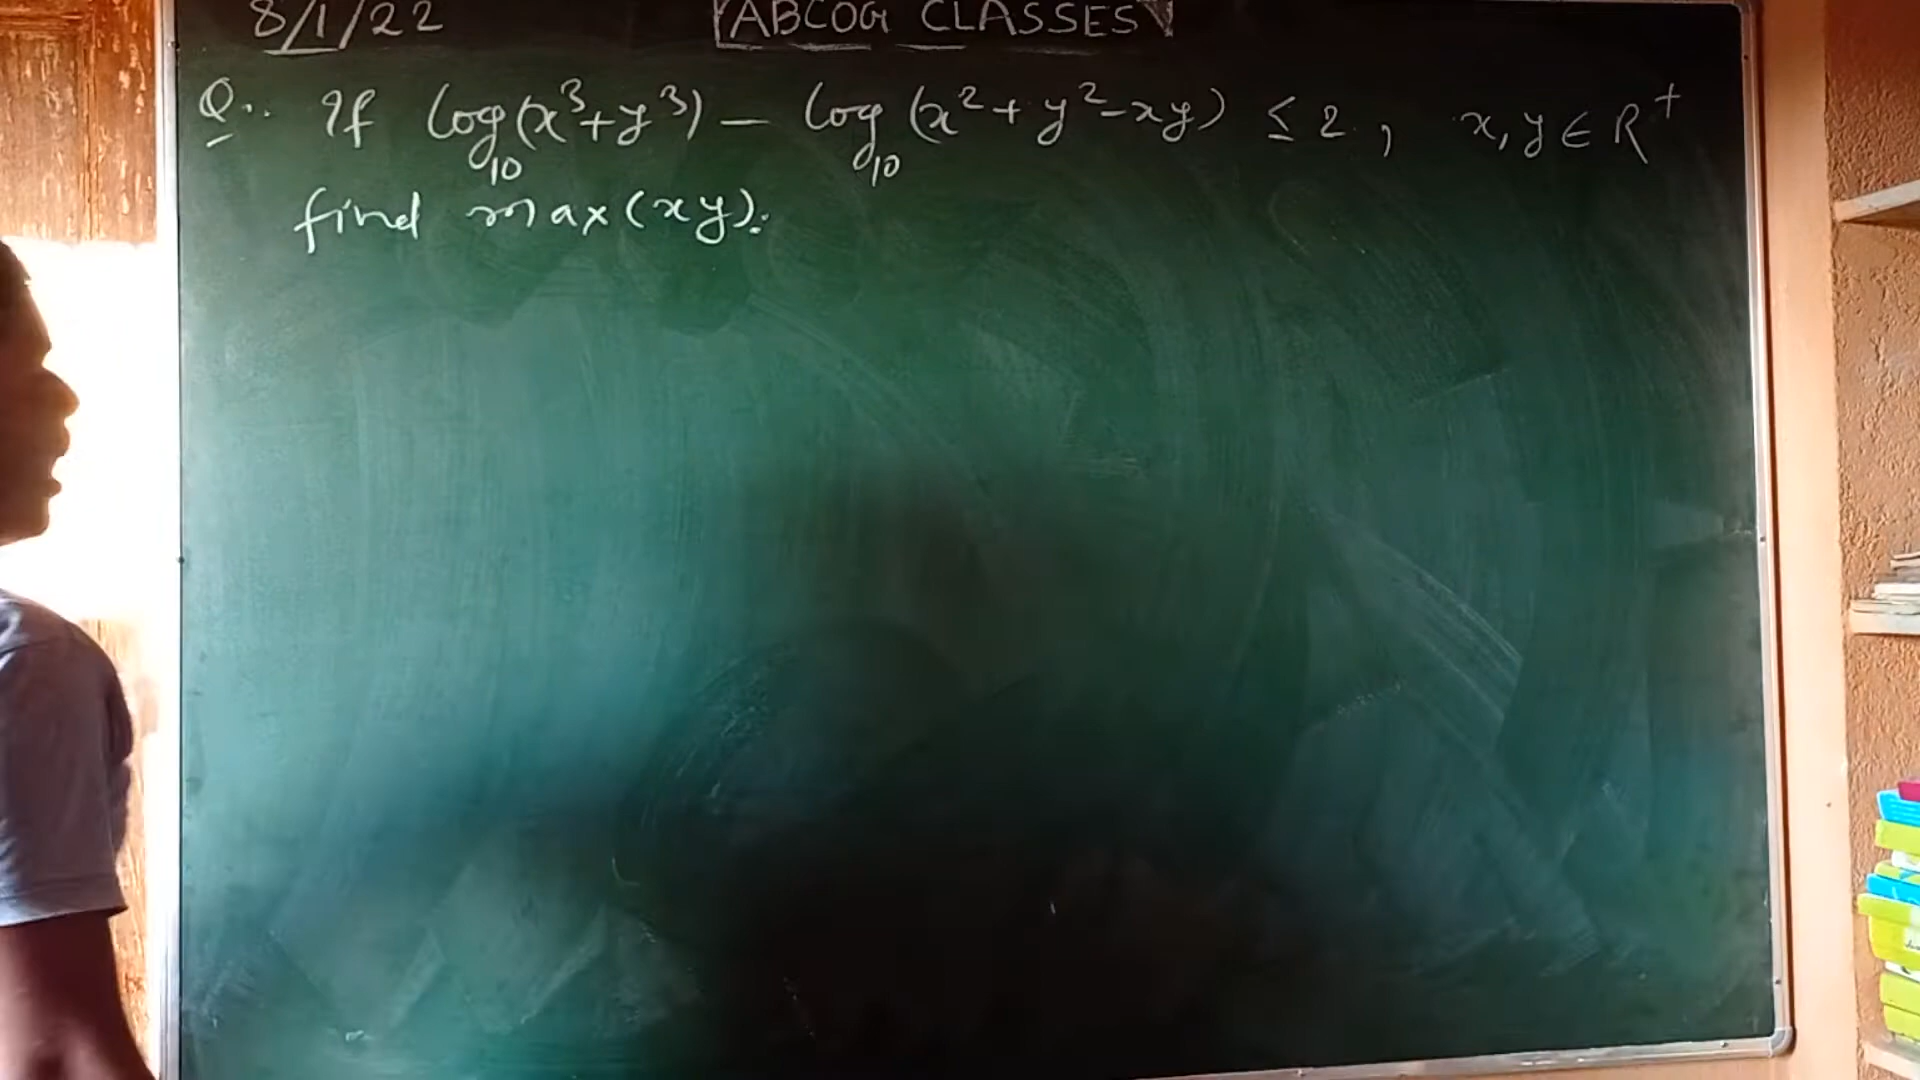 8/1/22 ABCOG CLASSES
Q.. If log₁₀(x³+y³) – log₁₀(x²+y²-xy) ≤ 2, x,y ∈ R⁺
find max(xy).